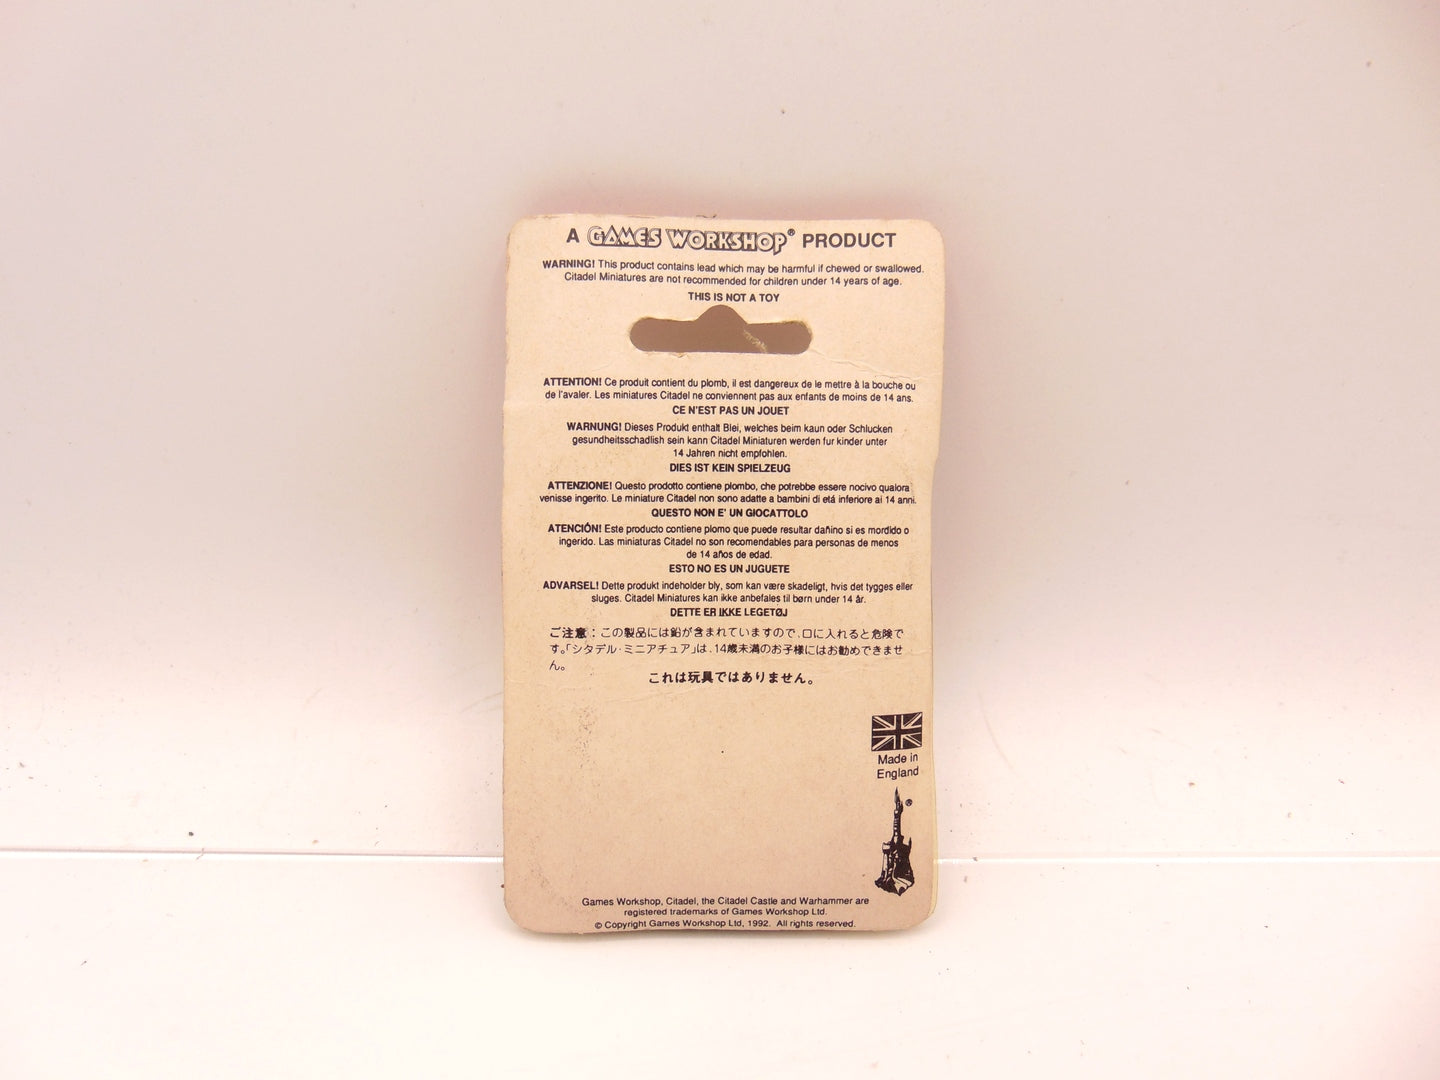 A GAMES WORKSHOP® PRODUCT
WARNING! This product contains lead which may be harmful if chewed or swallowed.
Citadel Miniatures are not recommended for children under 14 years of age.
THIS IS NOT A TOY
ATTENTION! Ce produit contient du plomb, il est dangereux de le mettre à la bouche ou
de l'avaler. Les miniatures Citadel ne conviennent pas aux enfants de moins de 14 ans.
CE N'EST PAS UN JOUET
WARNUNG! Dieses Produkt enthalt Blei, welches beim kaun oder Schlucken
gesundheitsschadlish sein kann Citadel Miniaturen werden fur kinder unter
14 Jahren nicht empfohlen.
DIES IST KEIN SPIELZEUG
ATTENZIONE! Questo prodotto contiene plombo, che potrebbe essere nocivo qualora
venisse ingerito. Le miniature Citadel non sono adatte a bambini di etá inferiore ai 14 anni.
QUESTO NON E' UN GIOCATTOLO
ATENCIÓN! Este producto contiene plomo que puede resultar dañino si es mordido o
ingerido. Las miniaturas Citadel no son recomendables para personas de menos
de 14 años de edad.
ESTO NO ES UN JUGUETE
ADVARSEL! Dette produkt indeholder bly, som kan være skadeligt, hvis det tygges eller
sluges. Citadel Miniatures kan ikke anbefales til børn under 14 år.
DETTE ER IKKE LEGETØJ
ご注意：この製品には鉛が含まれていますので、口に入れると危険で
す。「シタデル・ミニアチュア」は、14歳未満のお子様にはお勧めできませ
ん。
これは玩具ではありません。
Made in
England
®
Games Workshop, Citadel, the Citadel Castle and Warhammer are
registered trademarks of Games Workshop Ltd.
© Copyright Games Workshop Ltd, 1992. All rights reserved.